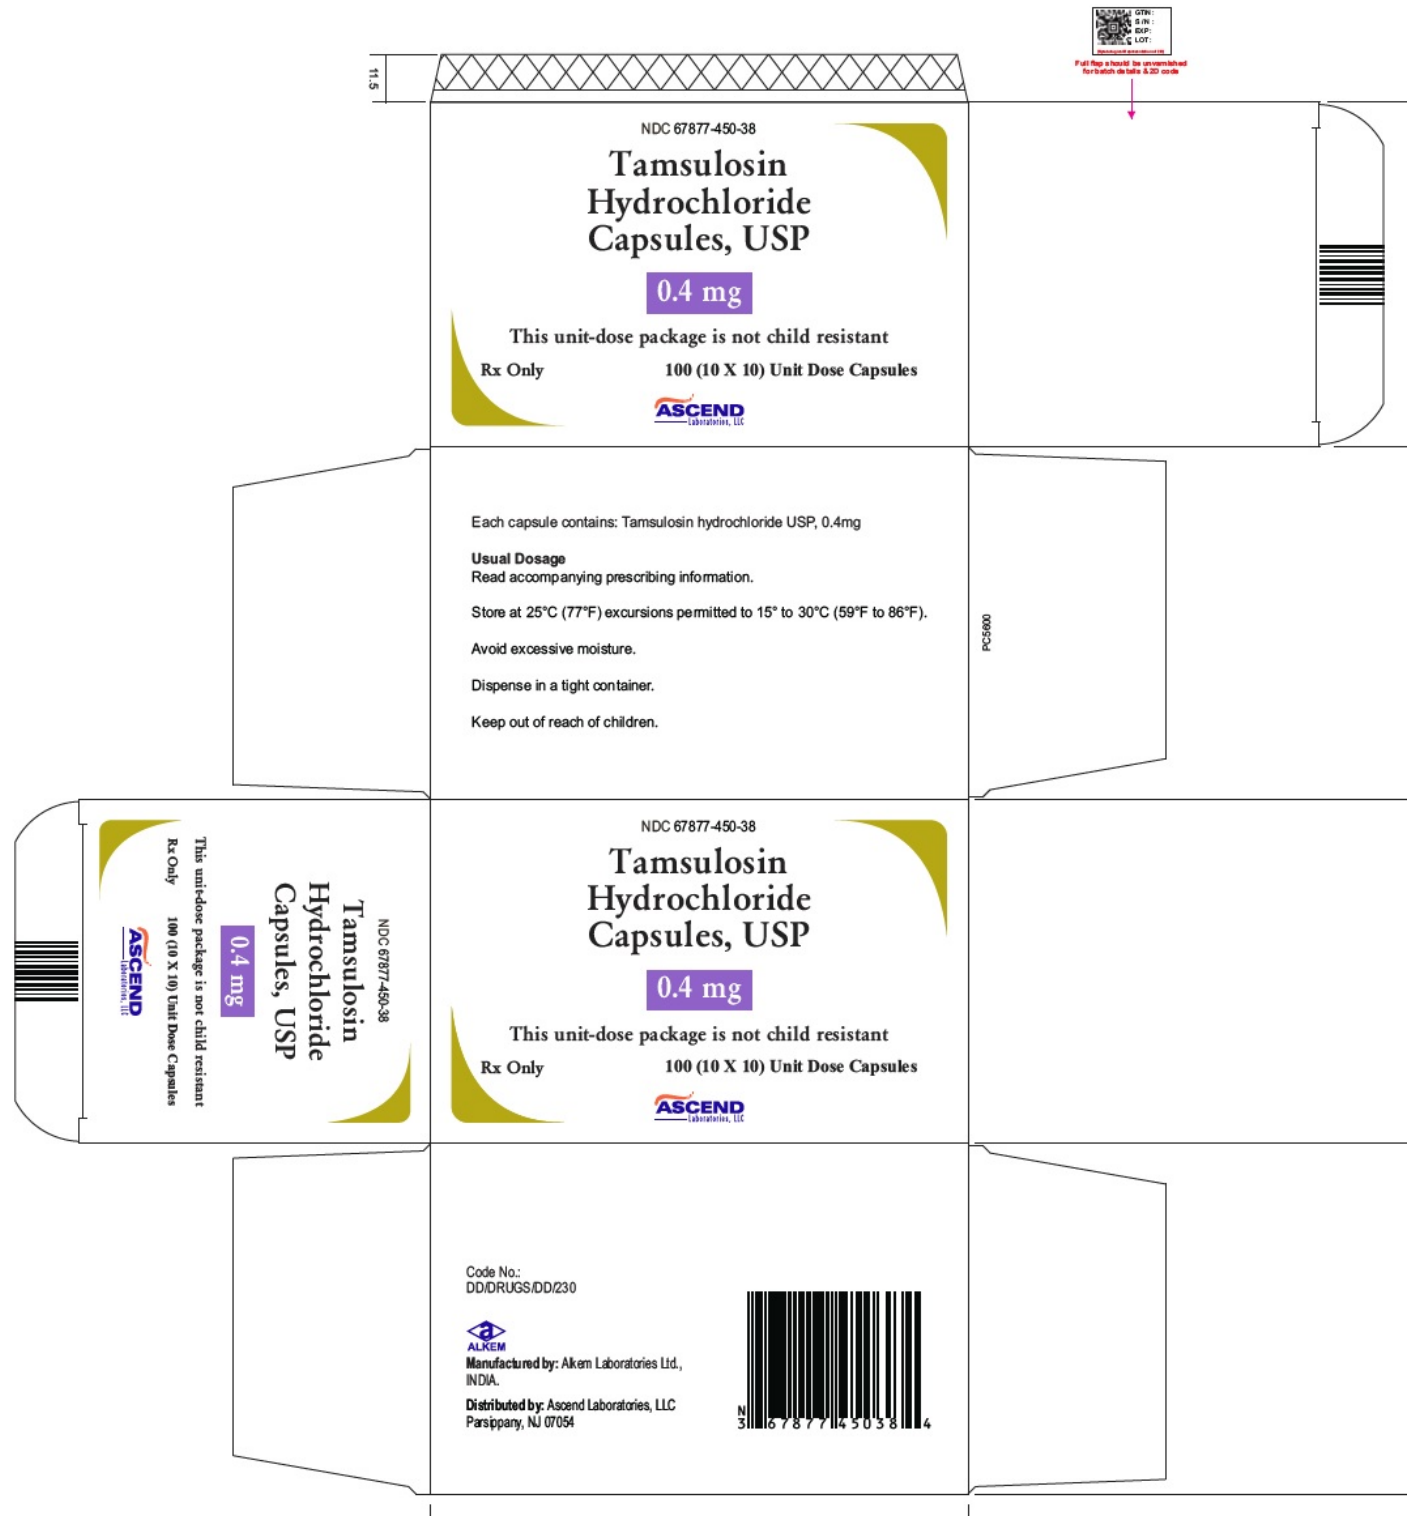 GTIN:
S/N:
EXP:
LOT:
Full flap should be unvarnished
for batch details & 2D code
11.5
NDC 67877-450-38
Tamsulosin
Hydrochloride
Capsules, USP
0.4 mg
This unit-dose package is not child resistant
Rx Only 100 (10 X 10) Unit Dose Capsules
ASCEND
Laboratories, LLC
Each capsule contains: Tamsulosin hydrochloride USP, 0.4mg
Usual Dosage
Read accompanying prescribing information.
Store at 25°C (77°F) excursions permitted to 15° to 30°C (59°F to 86°F).
Avoid excessive moisture.
Dispense in a tight container.
Keep out of reach of children.
PC5600
NDC 67877-450-38
Tamsulosin
Hydrochloride
Capsules, USP
0.4 mg
This unit-dose package is not child resistant
Rx Only 100 (10 X 10) Unit Dose Capsules
ASCEND
Laboratories, LLC
NDC 67877-450-38
Tamsulosin
Hydrochloride
Capsules, USP
0.4 mg
This unit-dose package is not child resistant
Rx Only 100 (10 X 10) Unit Dose Capsules
ASCEND
Laboratories, LLC
Code No.:
DD/DRUGS/DD/230
a
ALKEM
Manufactured by: Alkem Laboratories Ltd.,
INDIA.
Distributed by: Ascend Laboratories, LLC
Parsippany, NJ 07054
N
3 67877 45038 4